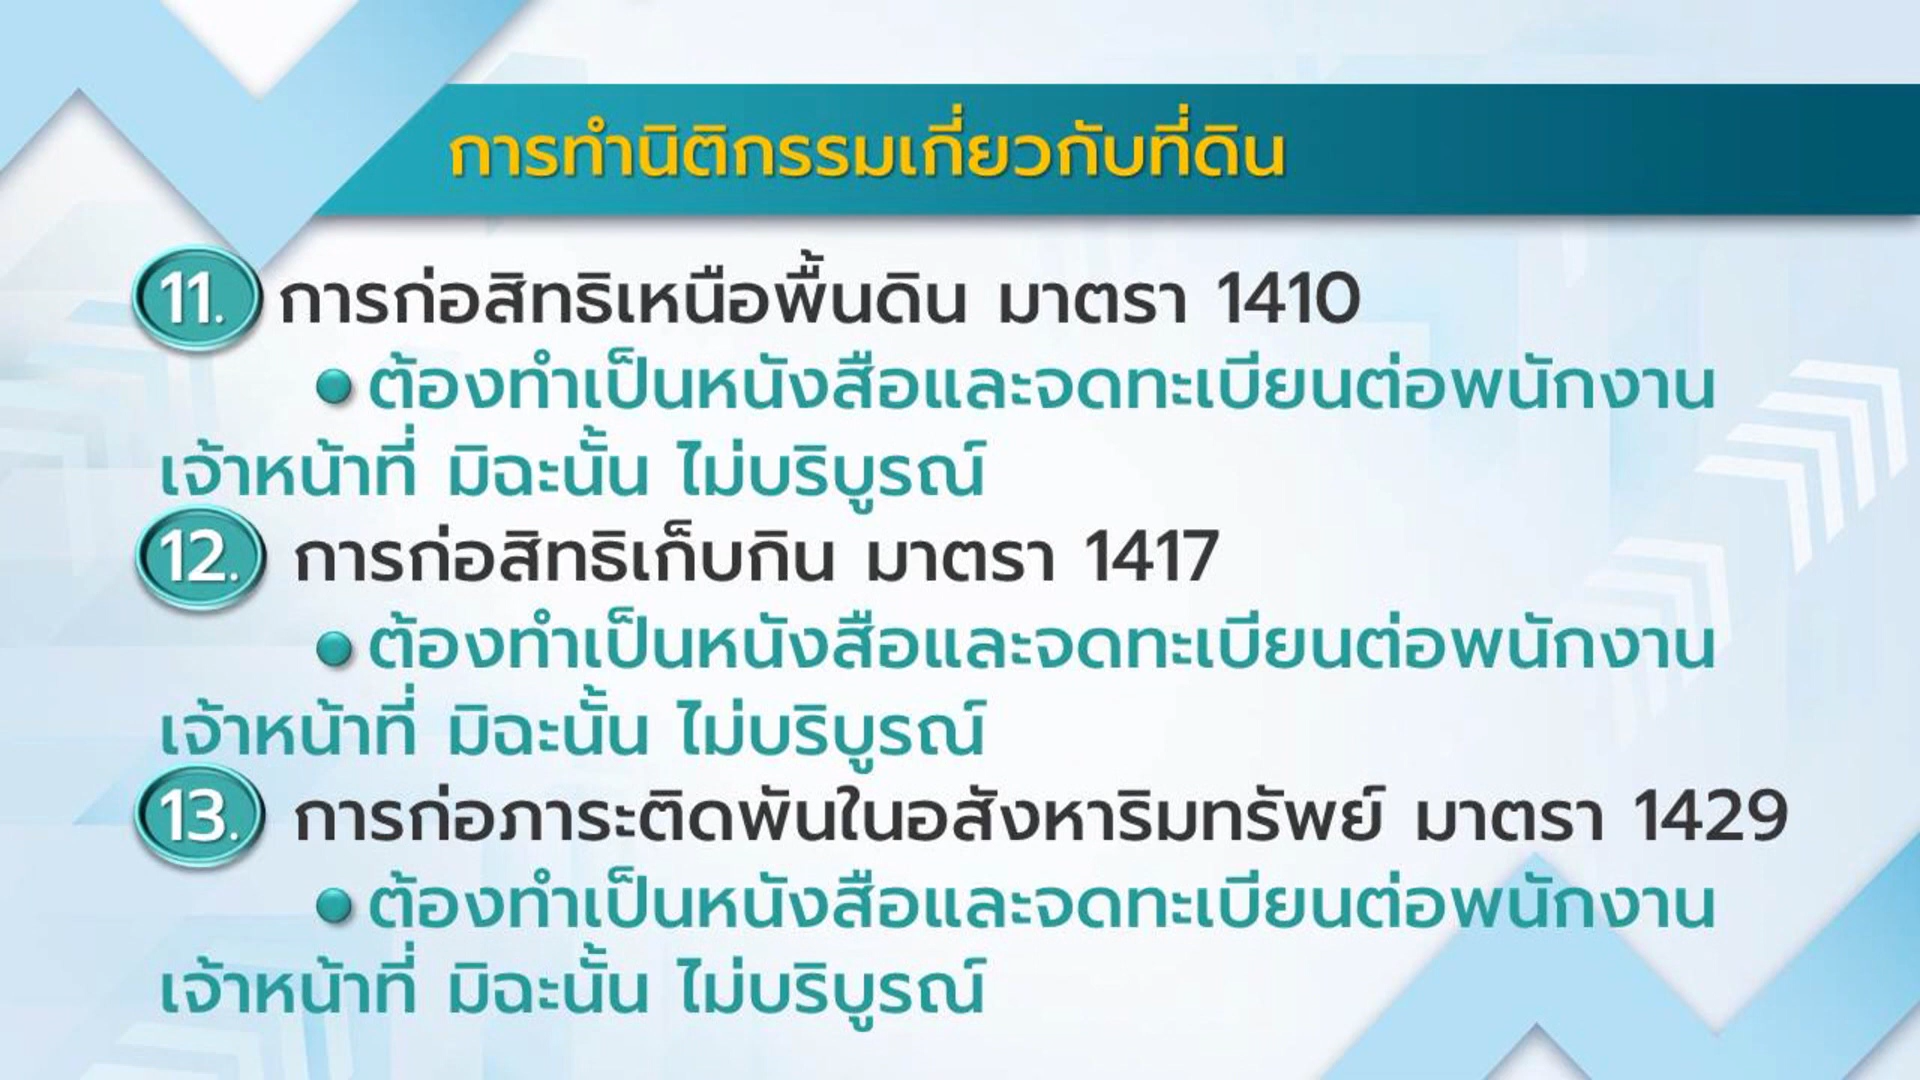 การทำนิติกรรมเกี่ยวกับที่ดิน
11. การก่อสิทธิเหนือพื้นดิน มาตรา 1410
• ต้องทำเป็นหนังสือและจดทะเบียนต่อพนักงาน
เจ้าหน้าที่ มิฉะนั้น ไม่บริบูรณ์
12. การก่อสิทธิเก็บกิน มาตรา 1417
• ต้องทำเป็นหนังสือและจดทะเบียนต่อพนักงาน
เจ้าหน้าที่ มิฉะนั้น ไม่บริบูรณ์
13. การก่อภาระติดพันในอสังหาริมทรัพย์ มาตรา 1429
• ต้องทำเป็นหนังสือและจดทะเบียนต่อพนักงาน
เจ้าหน้าที่ มิฉะนั้น ไม่บริบูรณ์